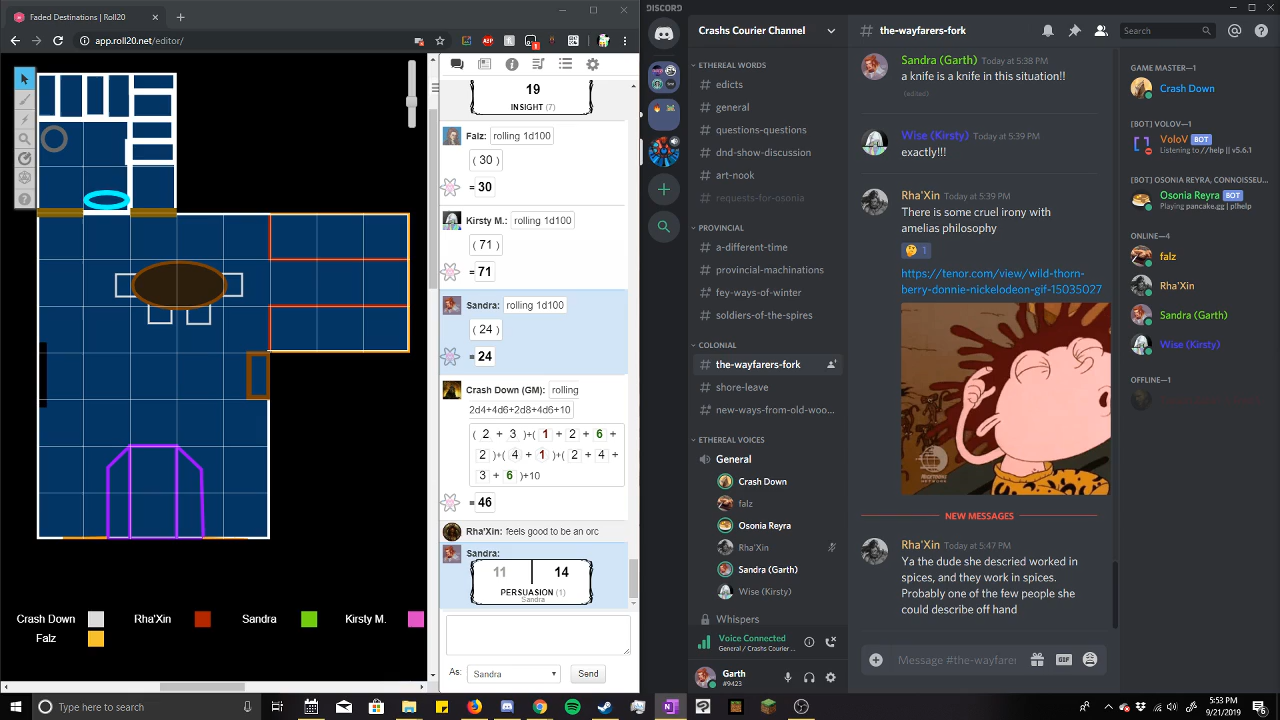 Faded Destinations | Roll20
app.roll20.net/editor/
ABP
1
19
INSIGHT (7)
Falz:
rolling 1d100
( 30 )
= 30
Kirsty M.:
rolling 1d100
( 71 )
= 71
Sandra:
rolling 1d100
( 24 )
= 24
Crash Down (GM): rolling
2d4+4d6+2d8+4d6+10
( 2 + 3 )+( 1 + 2 + 6 +
2 )+( 4 + 1 )+( 2 + 4 +
3 + 6 )+10
= 46
Rha'Xin: feels good to be an orc
Sandra:
11 14
PERSUASION (1)
Sandra
As: Sandra Send
Crash Down Rha'Xin Sandra Kirsty M.
Falz
DISCORD
Crashs Courier Channel
ETHEREAL WORDS
# edicts
# general
# questions-questions
# dnd-show-discussion
# art-nook
# requests-for-osonia
PROVINCIAL
# a-different-time
# provincial-machinations
# fey-ways-of-winter
# soldiers-of-the-spires
COLONIAL
# the-wayfarers-fork
# shore-leave
# new-ways-from-old-woo...
ETHEREAL VOICES
General
Crash Down
falz
Osonia Reyra
Rha'Xin
Sandra (Garth)
Wise (Kirsty)
Whispers
Voice Connected
General / Crashs Courier ...
Garth
#9423
# the-wayfarers-fork
Search
Sandra (Garth) Today at 5:38 PM
a knife is a knife in this situation!!
(edited)
Wise (Kirsty) Today at 5:39 PM
exactly!!!
Rha'Xin Today at 5:39 PM
There is some cruel irony with
amelias philosophy
1
https://tenor.com/view/wild-thorn-
berry-donnie-nickelodeon-gif-15035027
NICKELODEON
NETWORK
NEW MESSAGES
Rha'Xin Today at 5:47 PM
Ya the dude she descried worked in
spices, and they work in spices.
Probably one of the few people she
could describe off hand
Message #the-wayfarer
GIF
GAME MASTER—1
Crash Down
[BOT] VOLOV—1
VoloV BOT
Listening to //help || v5.6.1
[BOT] OSONIA REYRA, CONNOISSEU...
Osonia Reyra BOT
Playing pancake.gg | p!help
ONLINE—4
falz
Rha'Xin
Sandra (Garth)
Wise (Kirsty)
OFFLINE—1
Type here to search
5:53 PM
9/21/2019